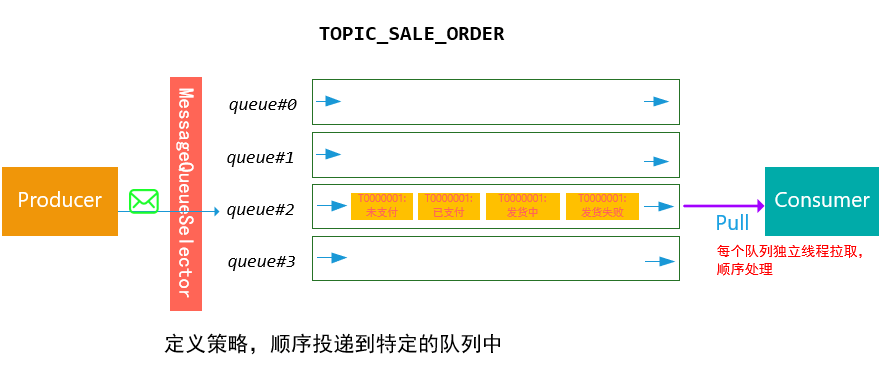 TOPIC_SALE_ORDER
MessageQueueSelector
queue#0
queue#1
Producer
queue#2
T0000001:
未支付
T0000001:
已支付
T0000001:
发货中
T0000001:
发货失败
Consumer
Pull
queue#3
每个队列独立线程拉取,
顺序处理
定义策略，顺序投递到特定的队列中